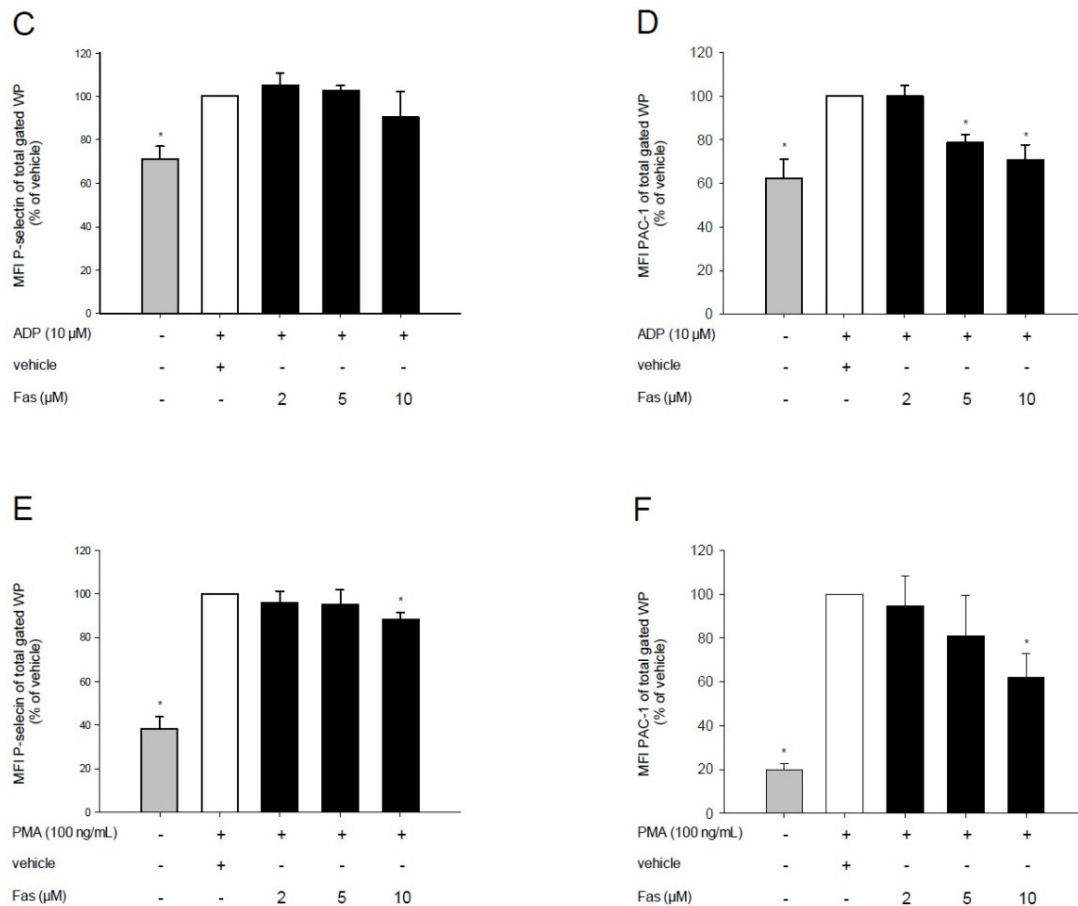 C
MFI P-selectin of total gated WP
(% of vehicle)
120
100
80
60
40
20
0
*
ADP (10 µM) - + + + +
vehicle - + - - -
Fas (µM) - - 2 5 10
D
MFI PAC-1 of total gated WP
(% of vehicle)
120
100
80
60
40
20
0
* * *
ADP (10 µM) - + + + +
vehicle - + - - -
Fas (µM) - - 2 5 10
E
MFI P-selecin of total gated WP
(% of vehicle)
120
100
80
60
40
20
0
* *
PMA (100 ng/mL) - + + + +
vehicle - + - - -
Fas (µM) - - 2 5 10
F
MFI PAC-1 of total gated WP
(% of vehicle)
120
100
80
60
40
20
0
* *
PMA (100 ng/mL) - + + + +
vehicle - + - - -
Fas (µM) - - 2 5 10